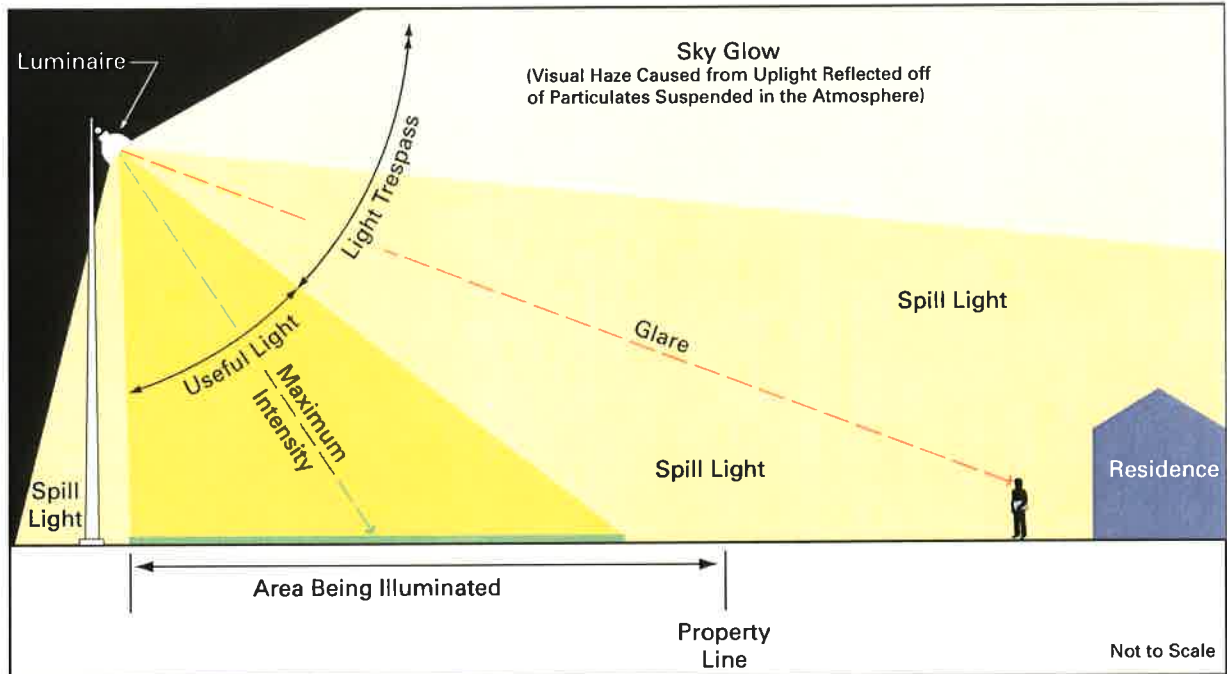 Luminaire
Sky Glow
(Visual Haze Caused from Uplight Reflected off
of Particulates Suspended in the Atmosphere)
Light Trespass
Useful Light
Maximum
Intensity
Glare
Spill Light
Spill Light
Spill
Light
Residence
Area Being Illuminated
Property
Line
Not to Scale